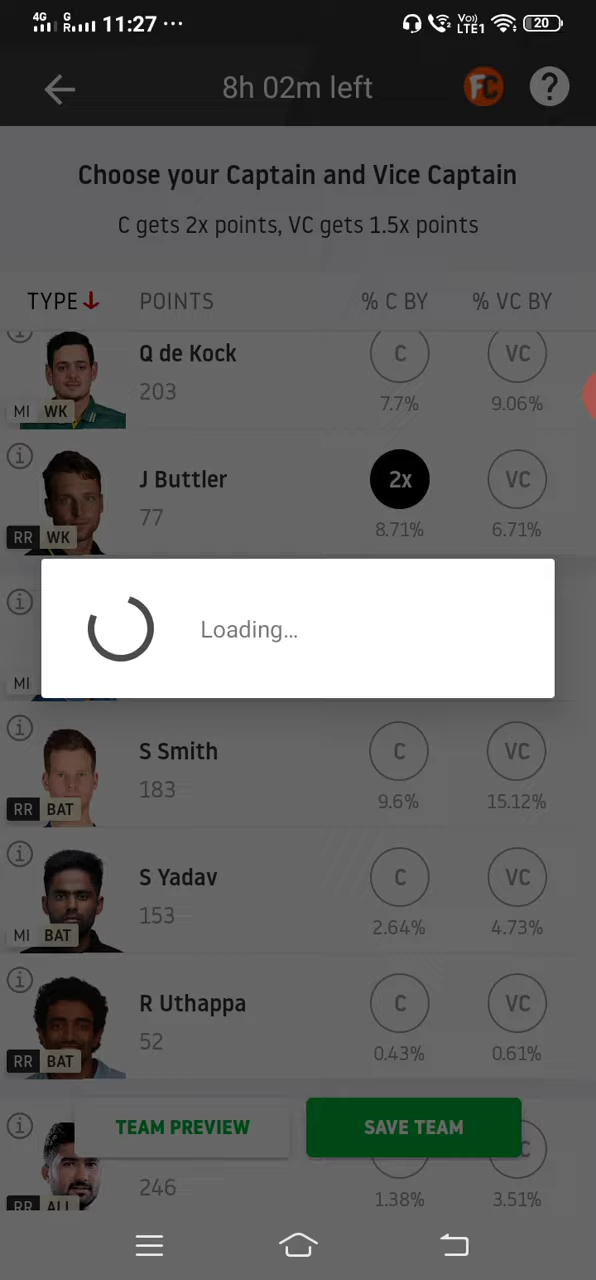 4G R 11:27 ••• Vo)) LTE1 20
8h 02m left FC ?
Choose your Captain and Vice Captain
C gets 2x points, VC gets 1.5x points
TYPE POINTS % C BY % VC BY
Q de Kock C VC
203 7.7% 9.06%
MI WK
J Buttler 2x VC
77 8.71% 6.71%
RR WK
Loading...
MI
S Smith C VC
183 9.6% 15.12%
RR BAT
S Yadav C VC
153 2.64% 4.73%
MI BAT
R Uthappa C VC
52 0.43% 0.61%
RR BAT
TEAM PREVIEW SAVE TEAM
246 1.38% 3.51%
RR ALL